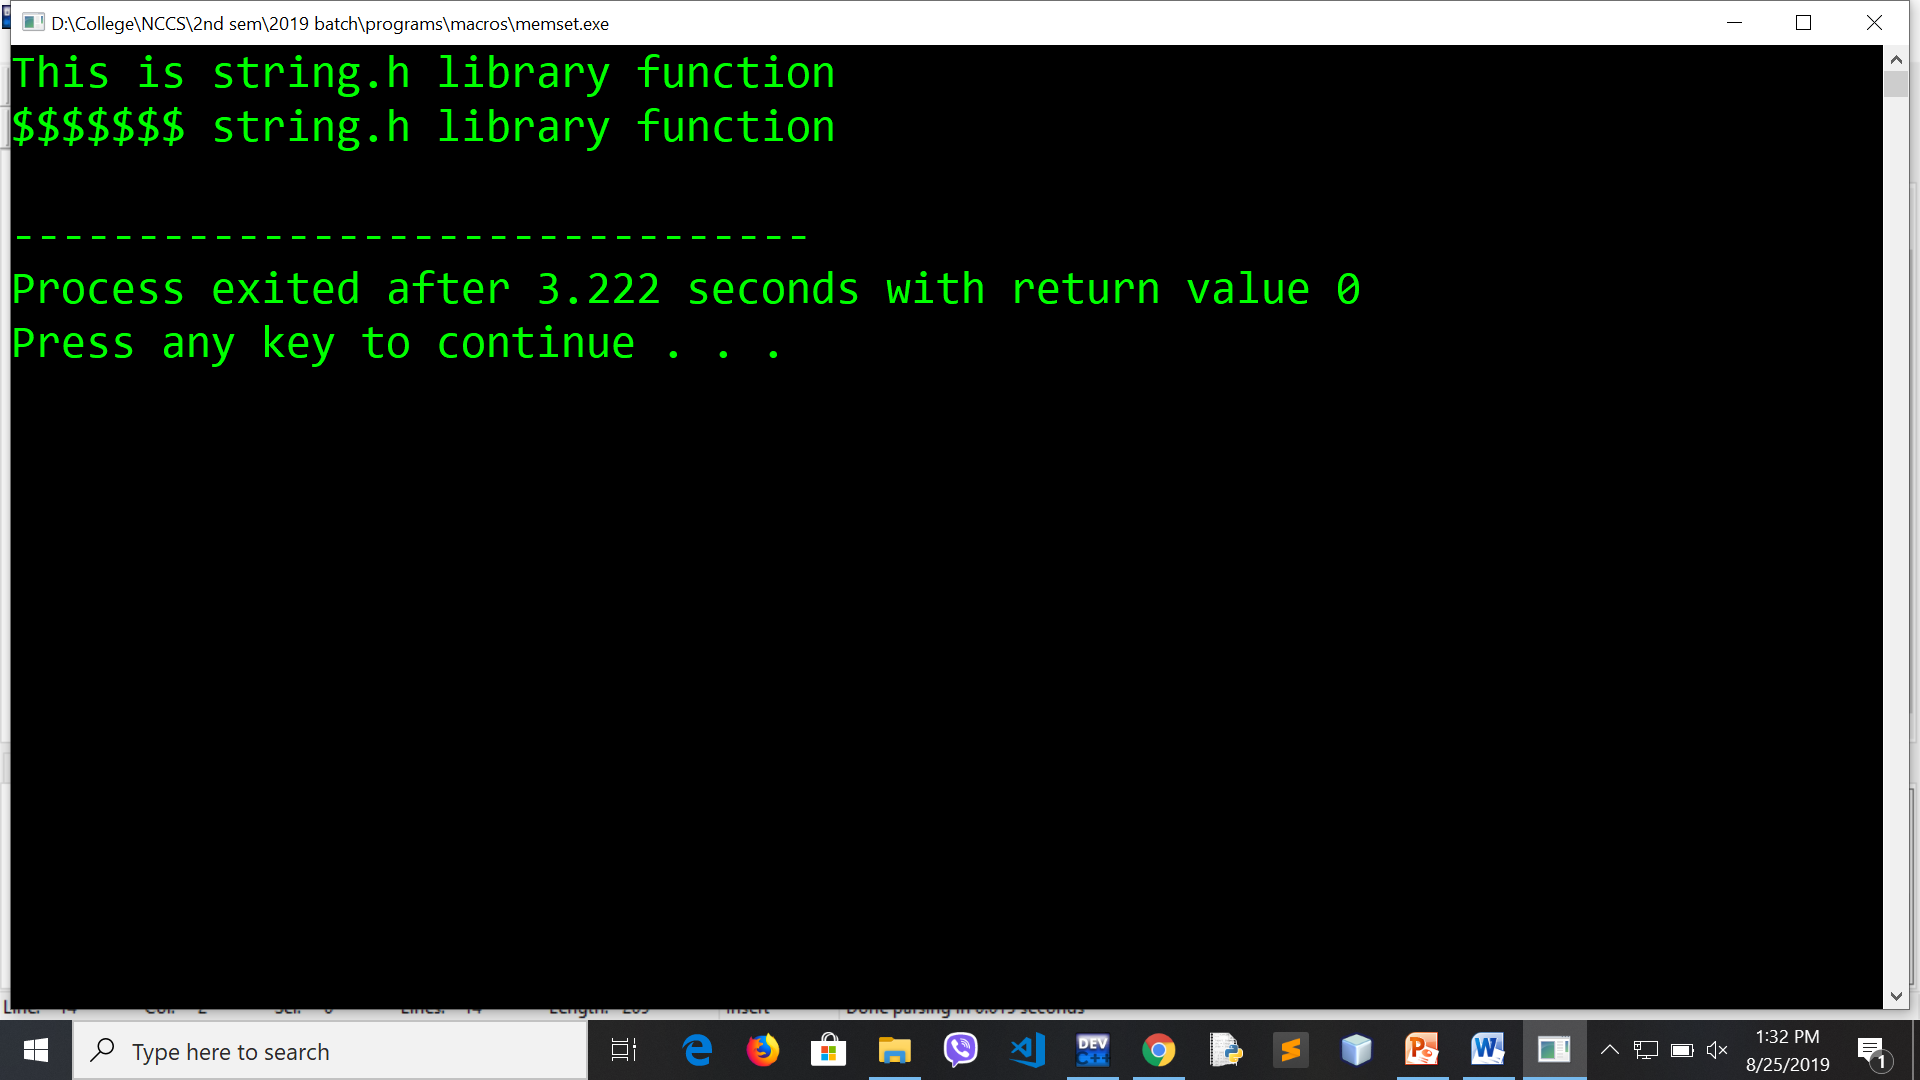 D:\College\NCCS\2nd sem\2019 batch\programs\macros\memset.exe
This is string.h library function
$$$$$$$ string.h library function
--------------------------------
Process exited after 3.222 seconds with return value 0
Press any key to continue . . .
Type here to search
DEV
C++
1:32 PM
8/25/2019
1